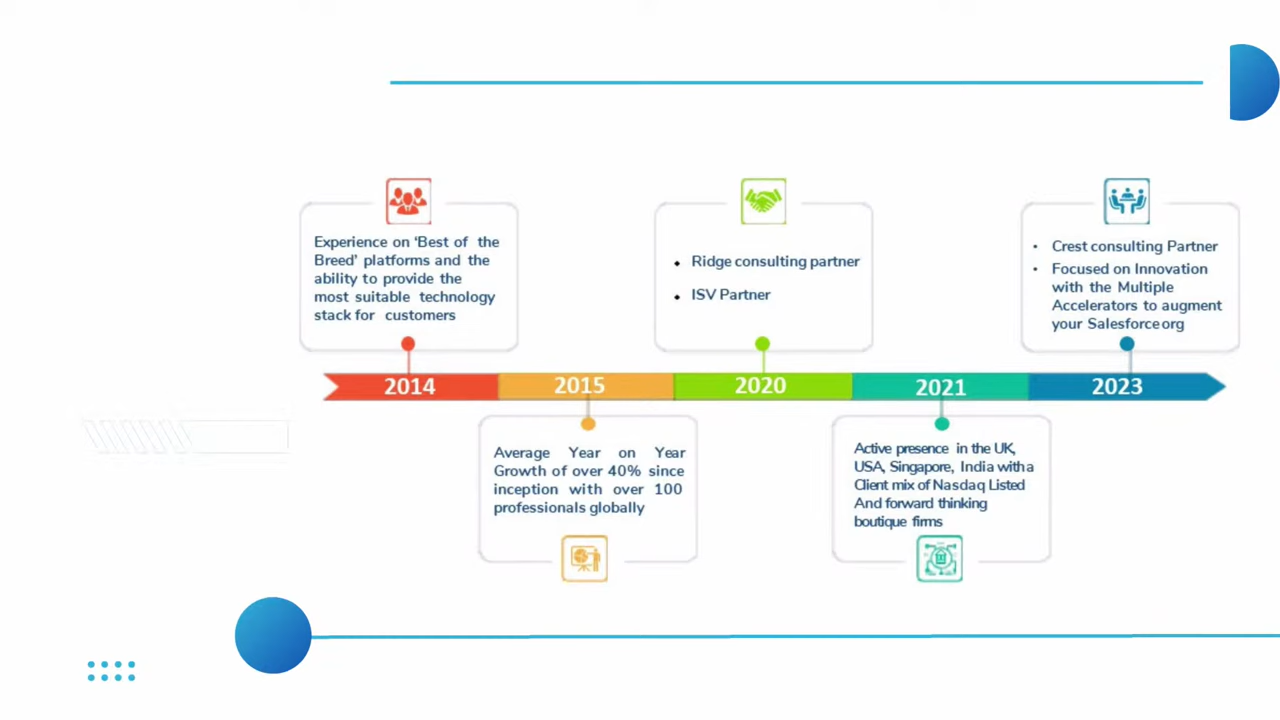 Experience on ‘Best of the
Breed’ platforms and the
ability to provide the
most suitable technology
stack for customers
• Ridge consulting partner
• ISV Partner
• Crest consulting Partner
• Focused on Innovation
with the Multiple
Accelerators to augment
your Salesforce org
2014
2015
2020
2021
2023
Average Year on Year
Growth of over 40% since
inception with over 100
professionals globally
Active presence in the UK,
USA, Singapore, India with a
Client mix of Nasdaq Listed
And forward thinking
boutique firms